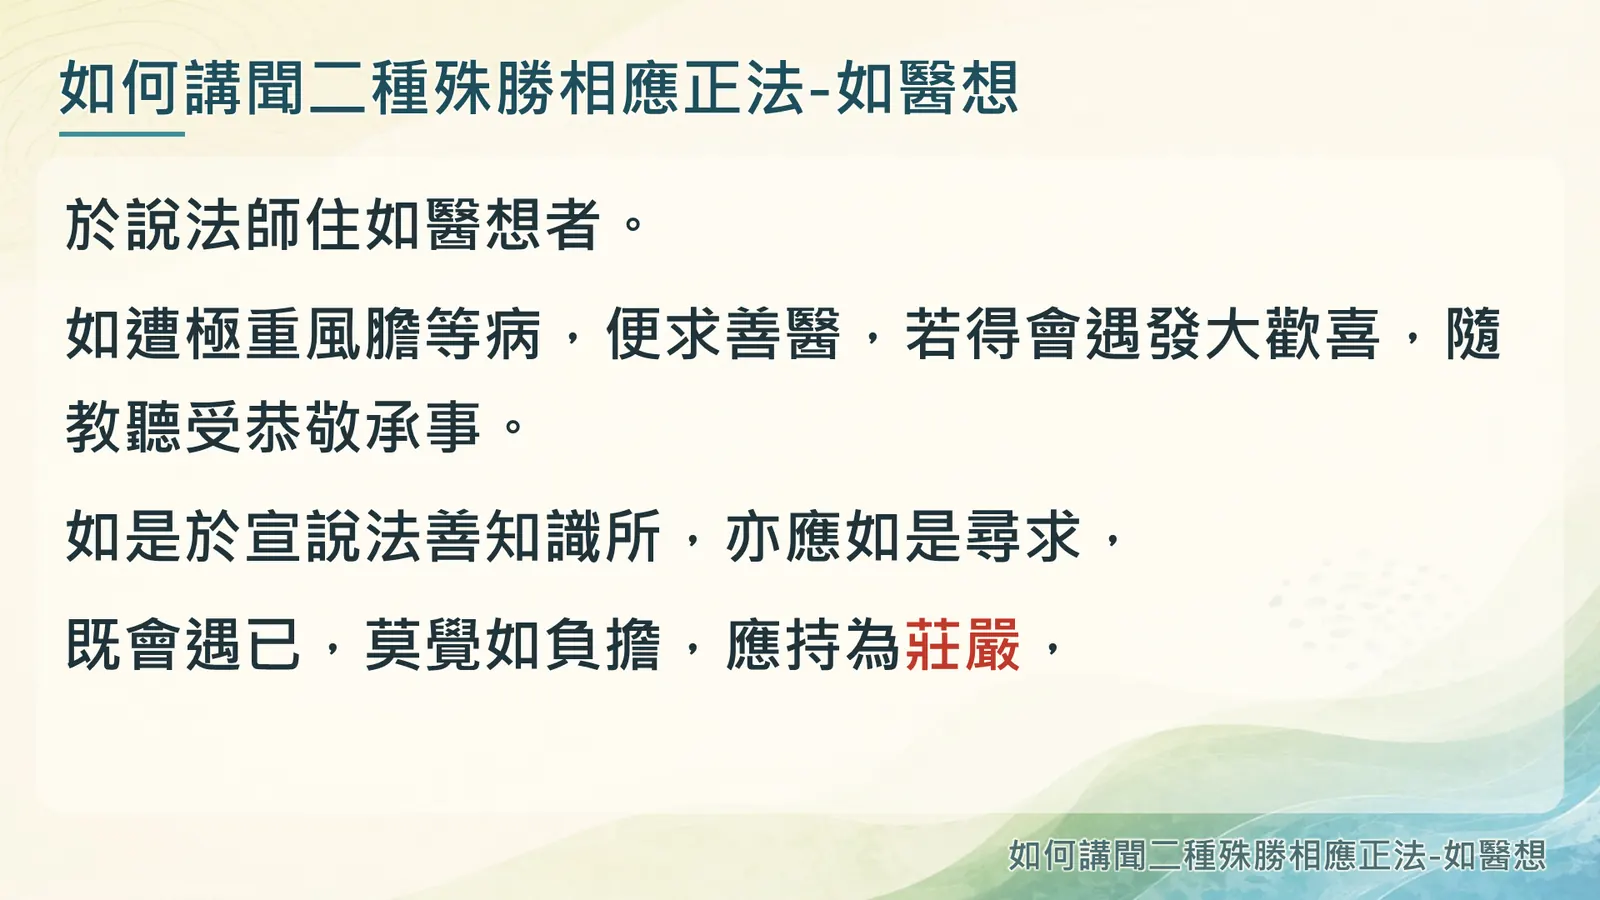 如何講聞二種殊勝相應正法-如醫想
於說法師住如醫想者。
如遭極重風膽等病，便求善醫，若得會遇發大歡喜，隨
教聽受恭敬承事。
如是於宣說法善知識所，亦應如是尋求，
既會遇已，莫覺如負擔，應持為莊嚴，
如何講聞二種殊勝相應正法-如醫想